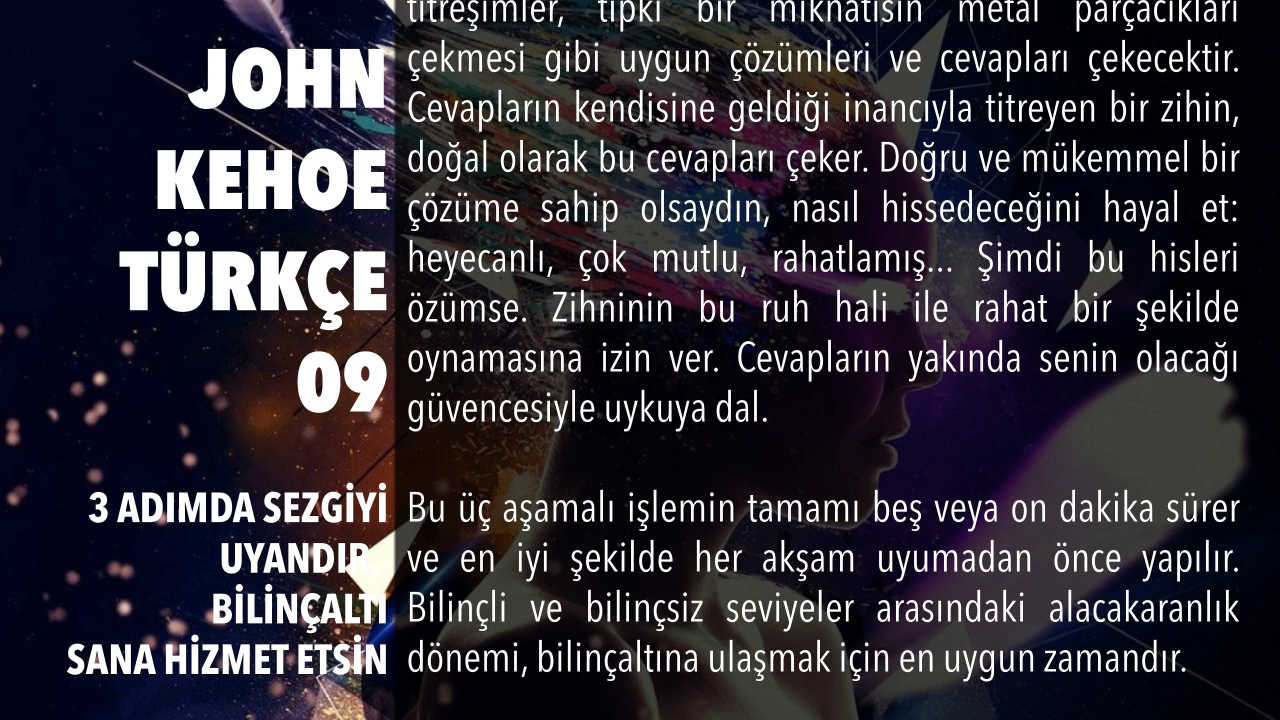 JOHN
KEHOE
TÜRKÇE
09
3 ADIMDA SEZGİYİ
UYANDIR,
BİLİNÇALTI
SANA HİZMET ETSİN
titreşimler, tıpkı bir mıknatısın metal parçacıkları
çekmesi gibi uygun çözümleri ve cevapları çekecektir.
Cevapların kendisine geldiği inancıyla titreyen bir zihin,
doğal olarak bu cevapları çeker. Doğru ve mükemmel bir
çözüme sahip olsaydın, nasıl hissedeceğini hayal et:
heyecanlı, çok mutlu, rahatlamış... Şimdi bu hisleri
özümse. Zihninin bu ruh hali ile rahat bir şekilde
oynamasına izin ver. Cevapların yakında senin olacağı
güvencesiyle uykuya dal.
Bu üç aşamalı işlemin tamamı beş veya on dakika sürer
ve en iyi şekilde her akşam uyumadan önce yapılır.
Bilinçli ve bilinçsiz seviyeler arasındaki alacakaranlık
dönemi, bilinçaltına ulaşmak için en uygun zamandır.